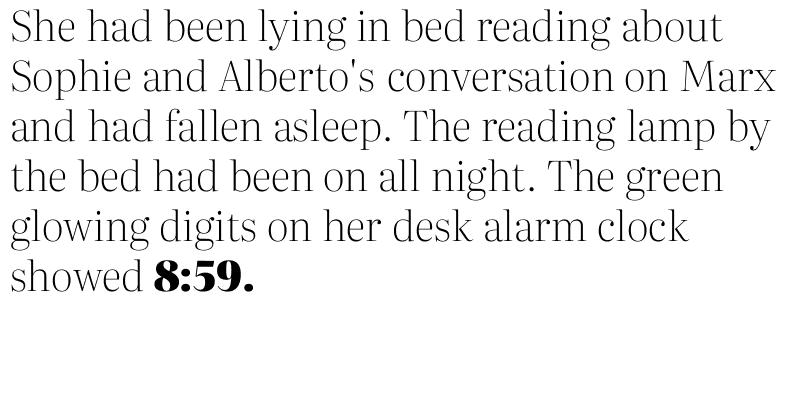 She had been lying in bed reading about
Sophie and Alberto's conversation on Marx
and had fallen asleep. The reading lamp by
the bed had been on all night. The green
glowing digits on her desk alarm clock
showed 8:59.